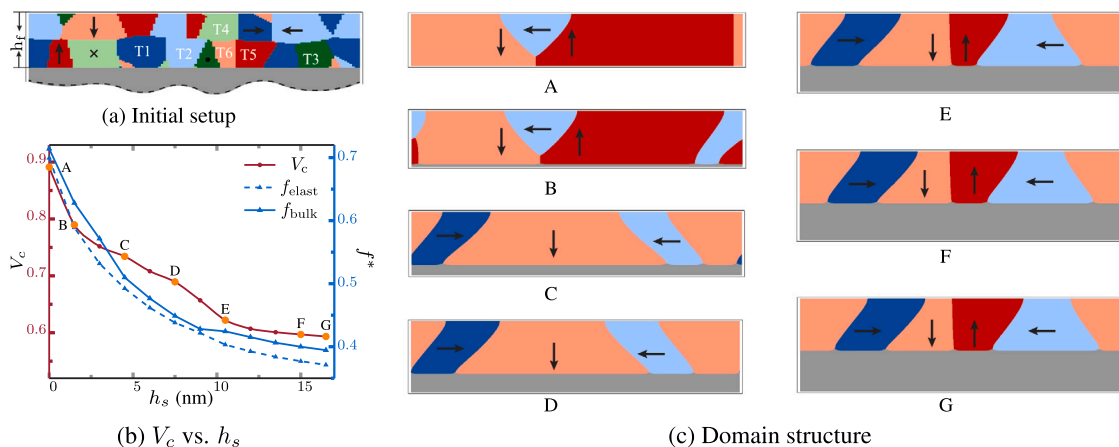 h_f
T1
T2
T3
T4
T5
T6
(a) Initial setup
V_c
f_elast
f_bulk
0.9
0.8
0.7
0.6
V_c
A
B
C
D
E
F
G
0.7
0.6
0.5
0.4
f*
0
5
10
15
h_s (nm)
(b) V_c vs. h_s
A
B
C
D
E
F
G
(c) Domain structure